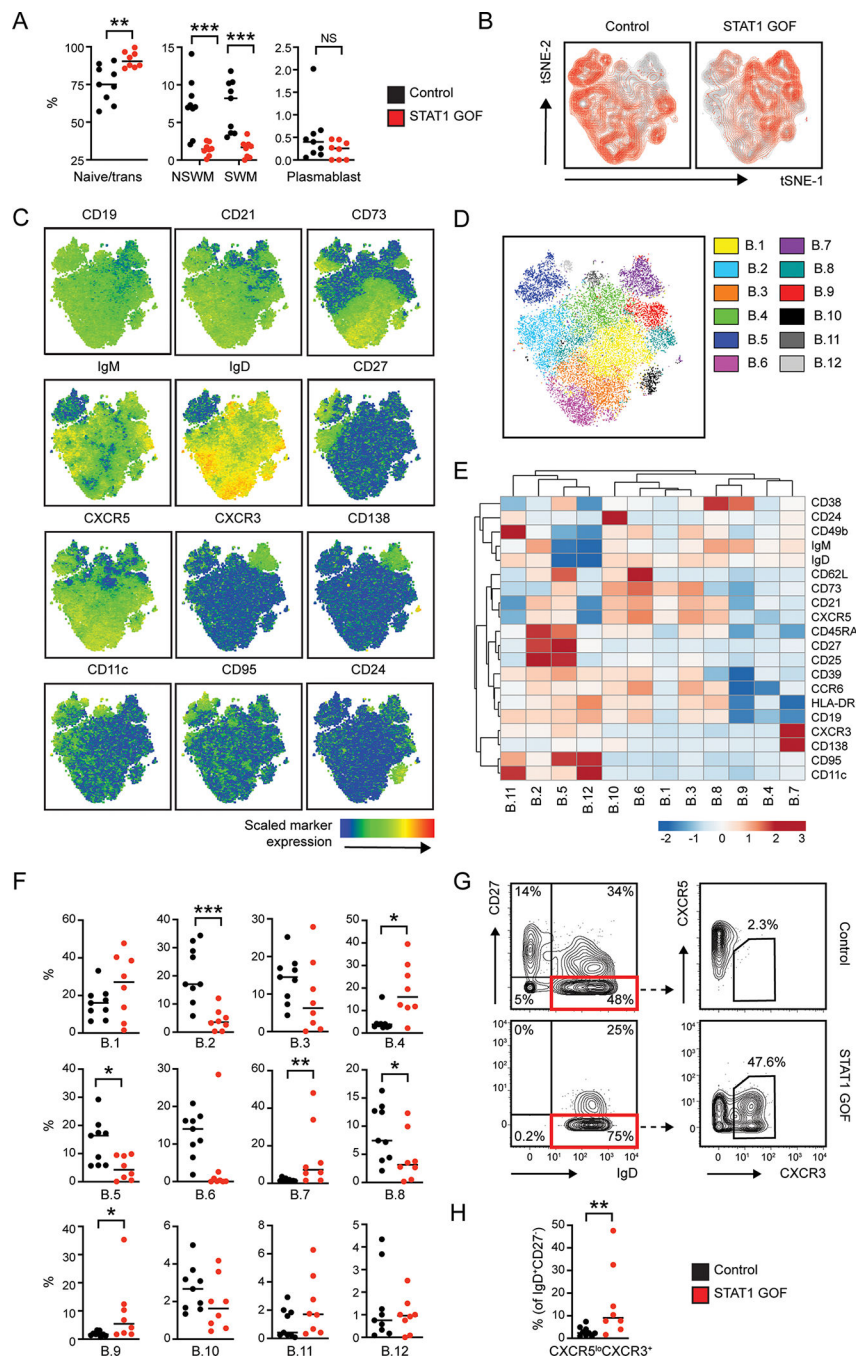 A
**
***
***
NS
100
75
50
25
%
15
10
5
0
2.5
2.0
1.5
1.0
0.5
0.0
Naive/trans
NSWM
SWM
Plasmablast
Control
STAT1 GOF
B
Control
STAT1 GOF
tSNE-2
tSNE-1
C
CD19
CD21
CD73
IgM
IgD
CD27
CXCR5
CXCR3
CD138
CD11c
CD95
CD24
Scaled marker
expression
D
B.1
B.2
B.3
B.4
B.5
B.6
B.7
B.8
B.9
B.10
B.11
B.12
E
CD38
CD24
CD49b
IgM
IgD
CD62L
CD73
CD21
CXCR5
CD45RA
CD27
CD25
CD39
CCR6
HLA-DR
CD19
CXCR3
CD138
CD95
CD11c
B.11
B.2
B.5
B.12
B.10
B.6
B.1
B.3
B.8
B.9
B.4
B.7
-2
-1
0
1
2
3
F
%
60
40
20
0
B.1
***
40
30
20
10
0
B.2
30
20
10
0
B.3
*
50
40
30
20
10
0
B.4
%
*
30
20
10
0
B.5
30
20
10
0
B.6
**
60
40
20
0
B.7
*
20
15
10
5
0
B.8
%
*
40
30
20
10
0
B.9
6
4
2
0
B.10
8
6
4
2
0
B.11
5
4
3
2
1
0
B.12
G
CD27
14%
34%
5%
48%
CXCR5
2.3%
Control
0%
25%
0.2%
75%
47.6%
STAT1 GOF
10⁴
10³
10²
10¹
0
0 10¹ 10² 10³ 10⁴
IgD
10⁴
10³
10²
10¹
0
0 10¹ 10² 10³ 10⁴
CXCR3
H
**
% (of IgD⁺CD27⁻)
50
40
30
20
10
0
CXCR5ˡᵒCXCR3⁺
Control
STAT1 GOF